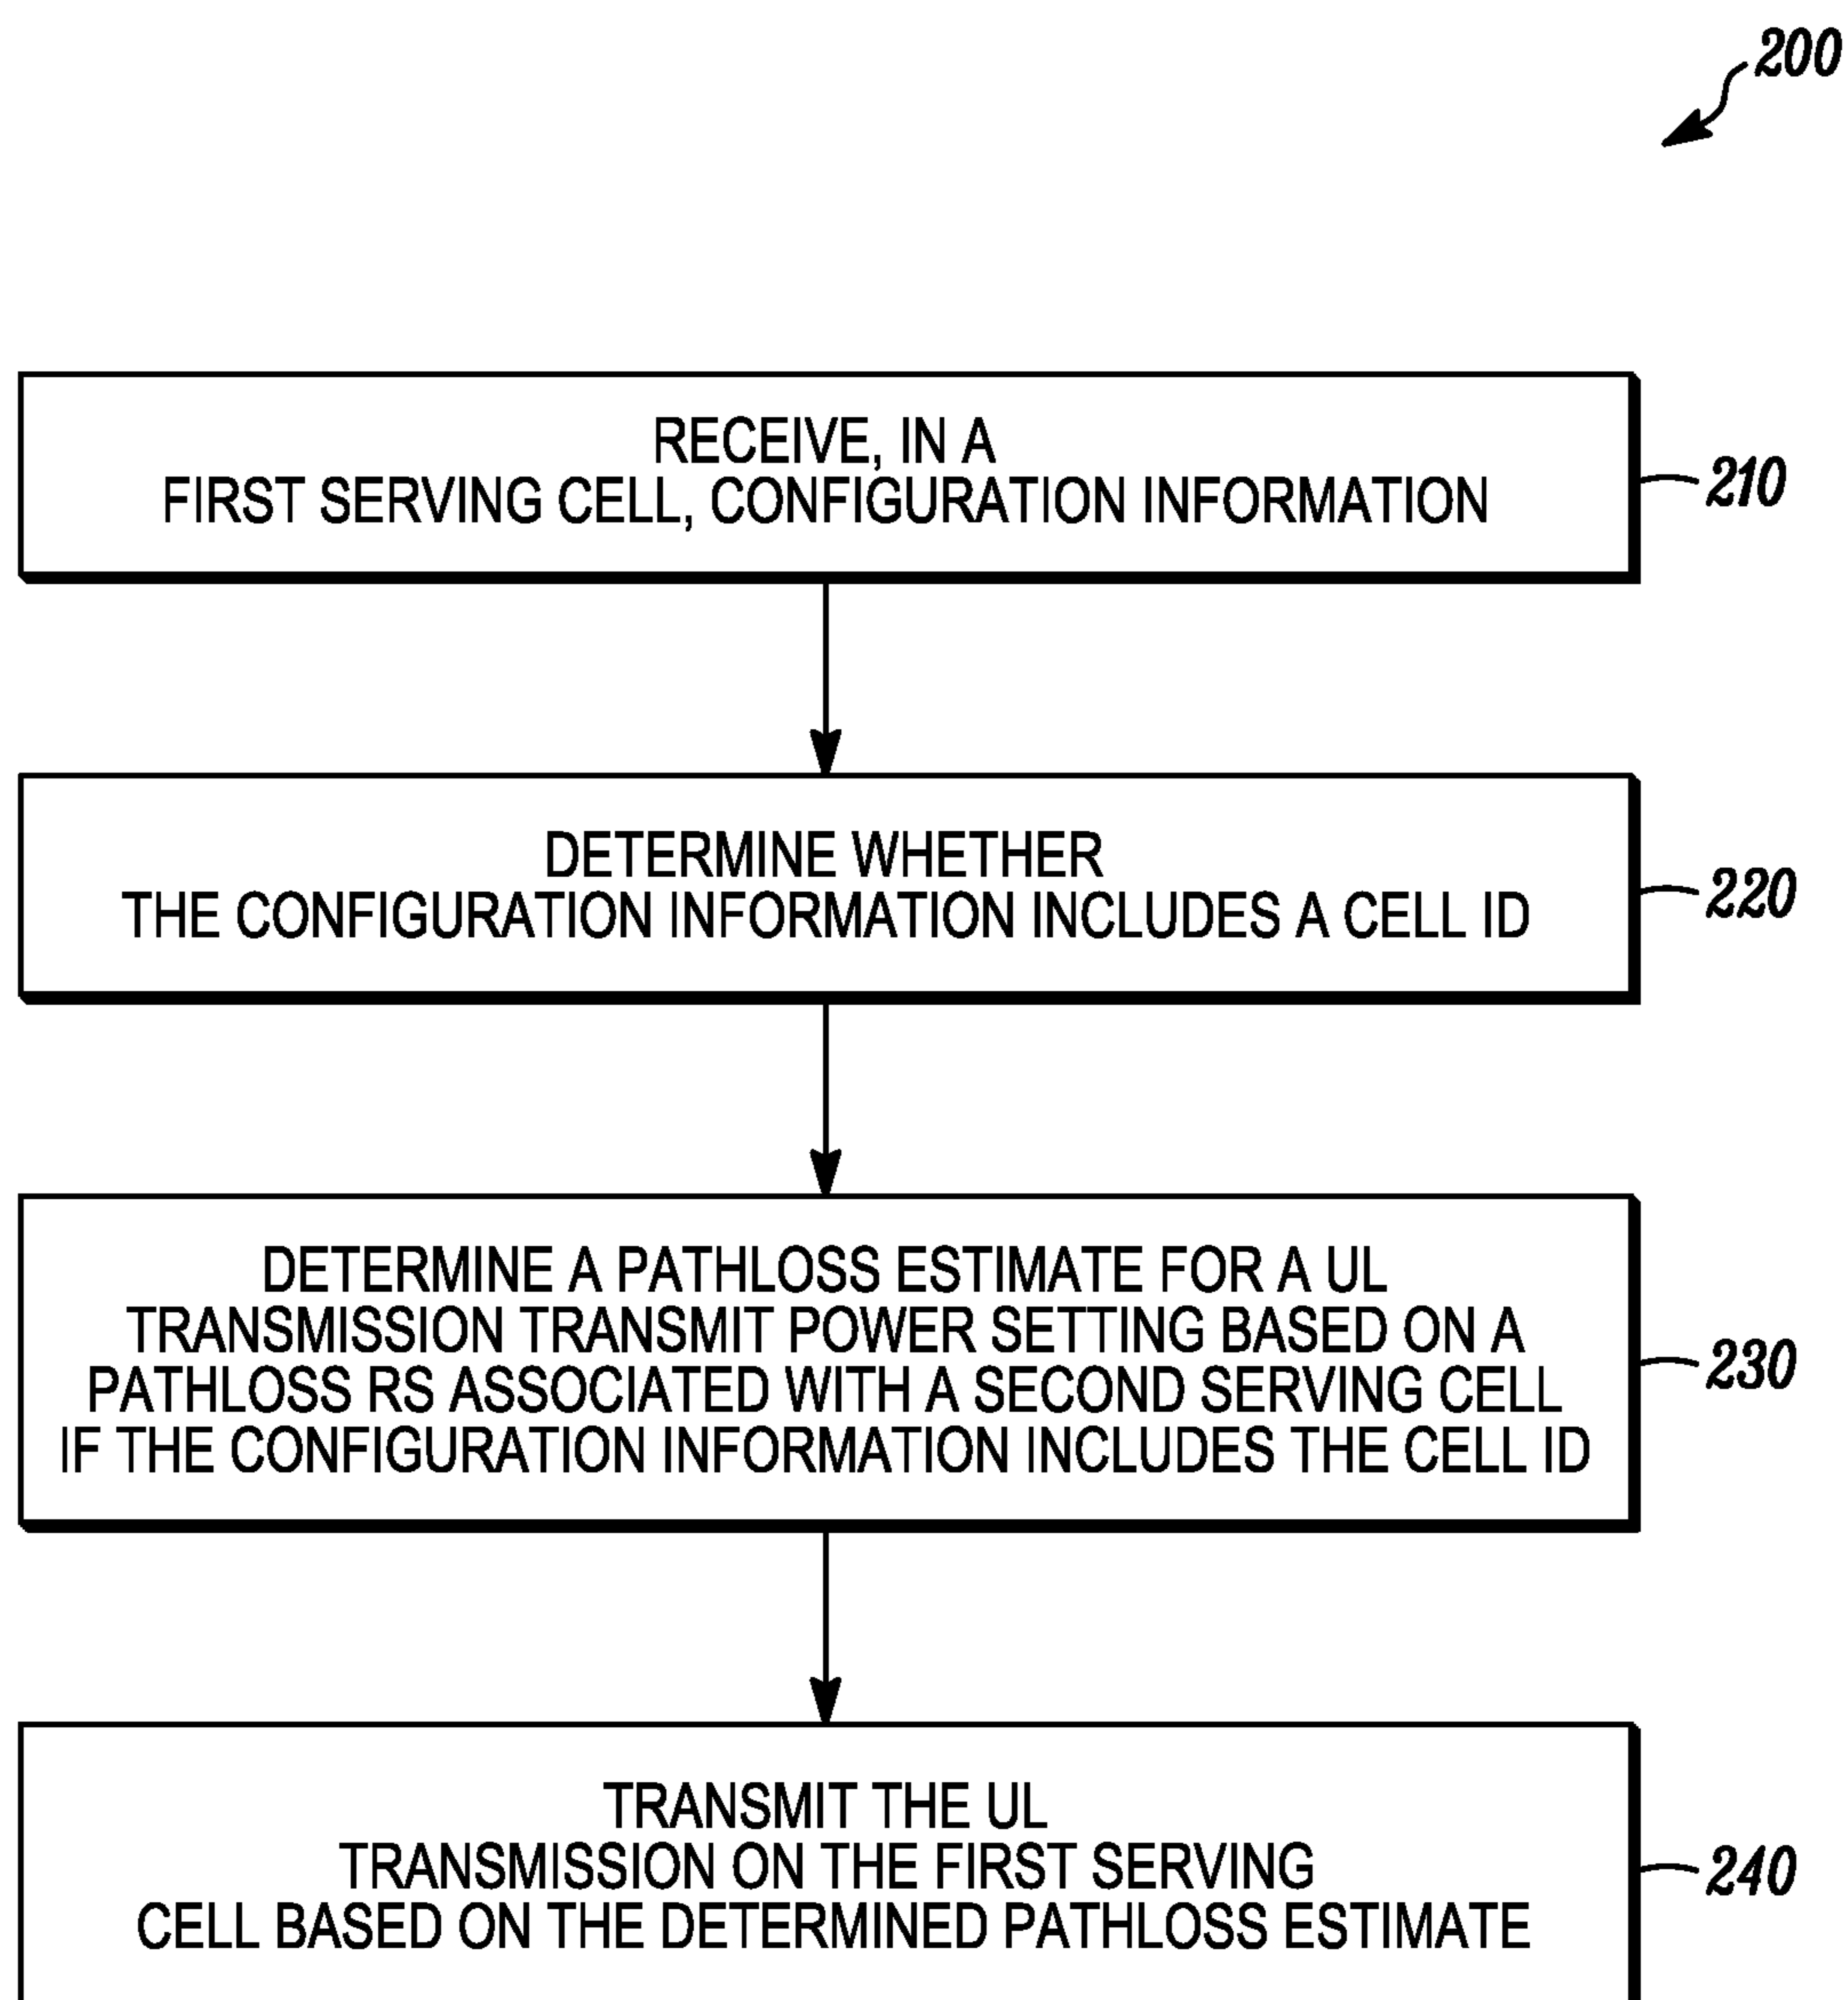 200
RECEIVE, IN A
FIRST SERVING CELL, CONFIGURATION INFORMATION
210
DETERMINE WHETHER
THE CONFIGURATION INFORMATION INCLUDES A CELL ID
220
DETERMINE A PATHLOSS ESTIMATE FOR A UL
TRANSMISSION TRANSMIT POWER SETTING BASED ON A
PATHLOSS RS ASSOCIATED WITH A SECOND SERVING CELL
IF THE CONFIGURATION INFORMATION INCLUDES THE CELL ID
230
TRANSMIT THE UL
TRANSMISSION ON THE FIRST SERVING
CELL BASED ON THE DETERMINED PATHLOSS ESTIMATE
240